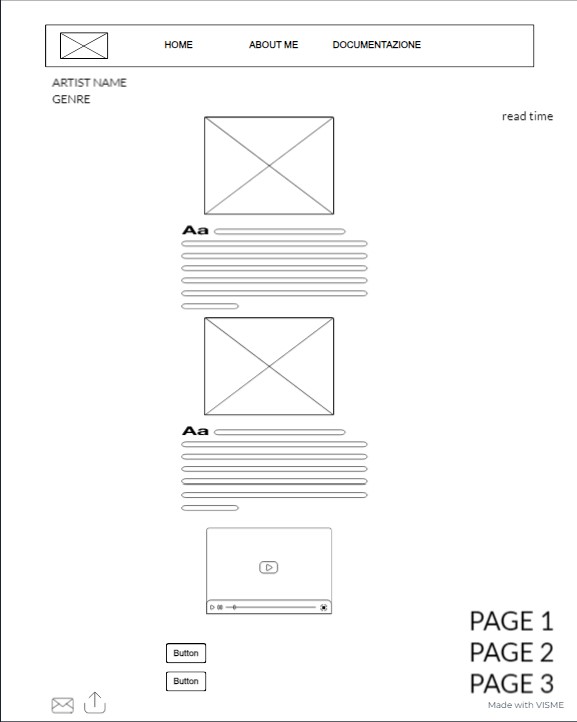 HOME ABOUT ME DOCUMENTAZIONE
ARTIST NAME
GENRE
read time
Aa
Aa
Button
Button
PAGE 1
PAGE 2
PAGE 3
Made with VISME